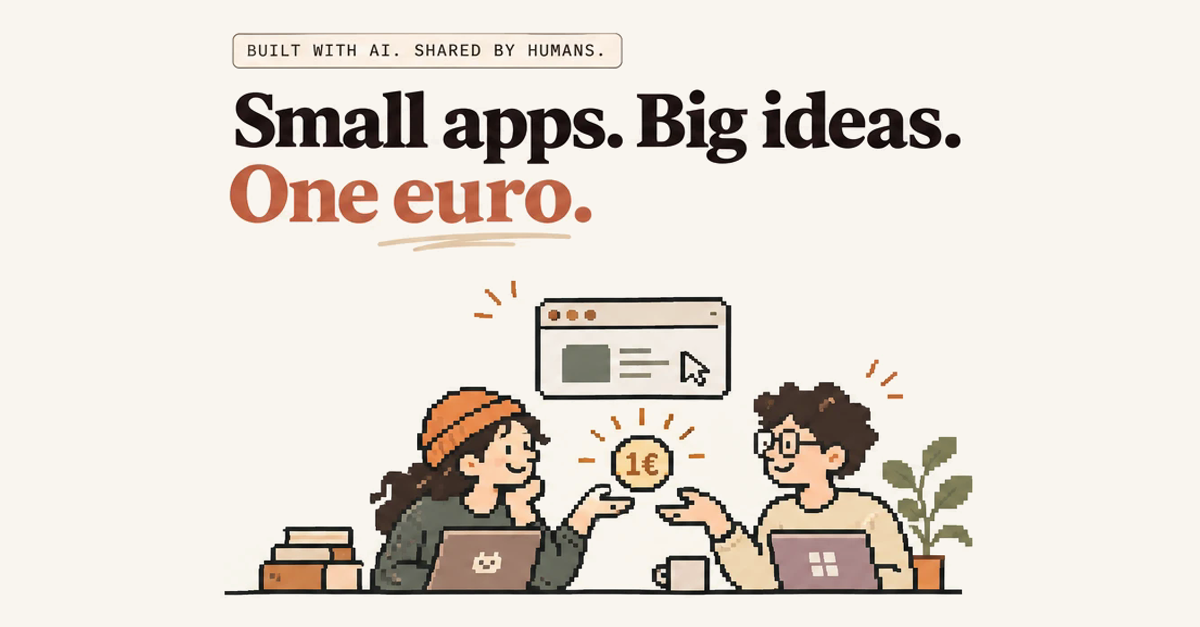 BUILT WITH AI. SHARED BY HUMANS.
Small apps. Big ideas.
One euro.
1€